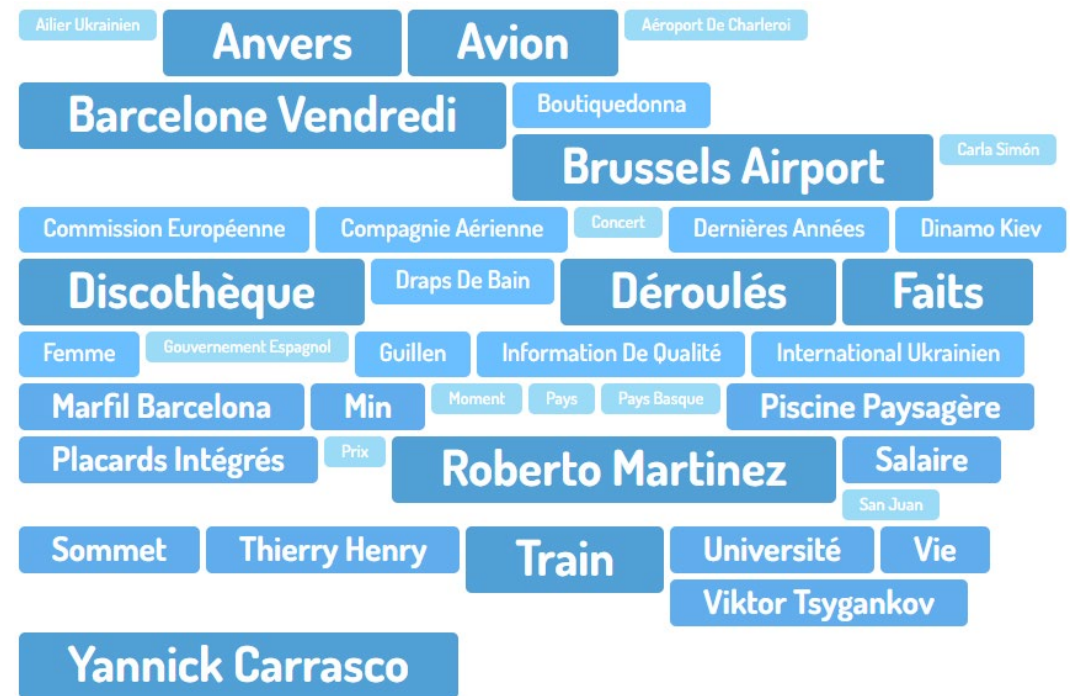 Ailier Ukrainien Anvers Avion Aéroport De Charleroi
Barcelone Vendredi Boutiquedonna
Brussels Airport Carla Simón
Commission Européenne Compagnie Aérienne Concert Dernières Années Dinamo Kiev
Discothèque Draps De Bain Déroulés Faits
Femme Gouvernement Espagnol Guillen Information De Qualité International Ukrainien
Marfil Barcelona Min Moment Pays Pays Basque Piscine Paysagère
Placards Intégrés Prix Roberto Martinez Salaire
San Juan
Sommet Thierry Henry Train Université Vie
Viktor Tsygankov
Yannick Carrasco